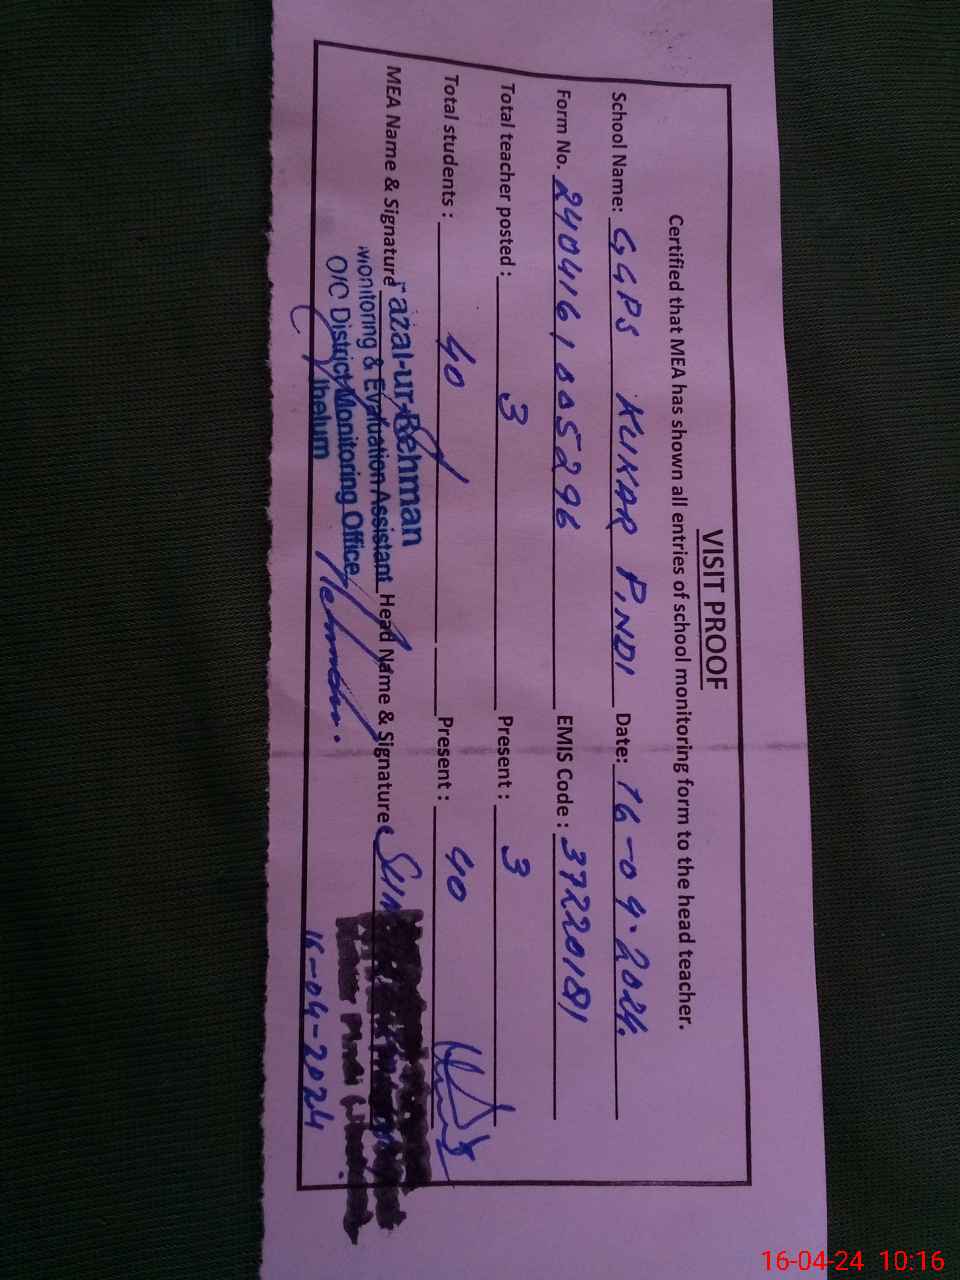 VISIT PROOF
Certified that MEA has shown all entries of school monitoring form to the head teacher.
School Name: GGPS KUKAR PINDI Date: 16-04-2024.
Form No. 2404161005296 EMIS Code: 37220181
Total teacher posted: 3 Present: 3
Total students: 40 Present: 40
MEA Name & Signature Head Name & Signature
azal-ur-Rehman
Monitoring & Evaluation Assistant
O/C District Monitoring Office
Jhelum
16-04-2024
16-04-24 10:16